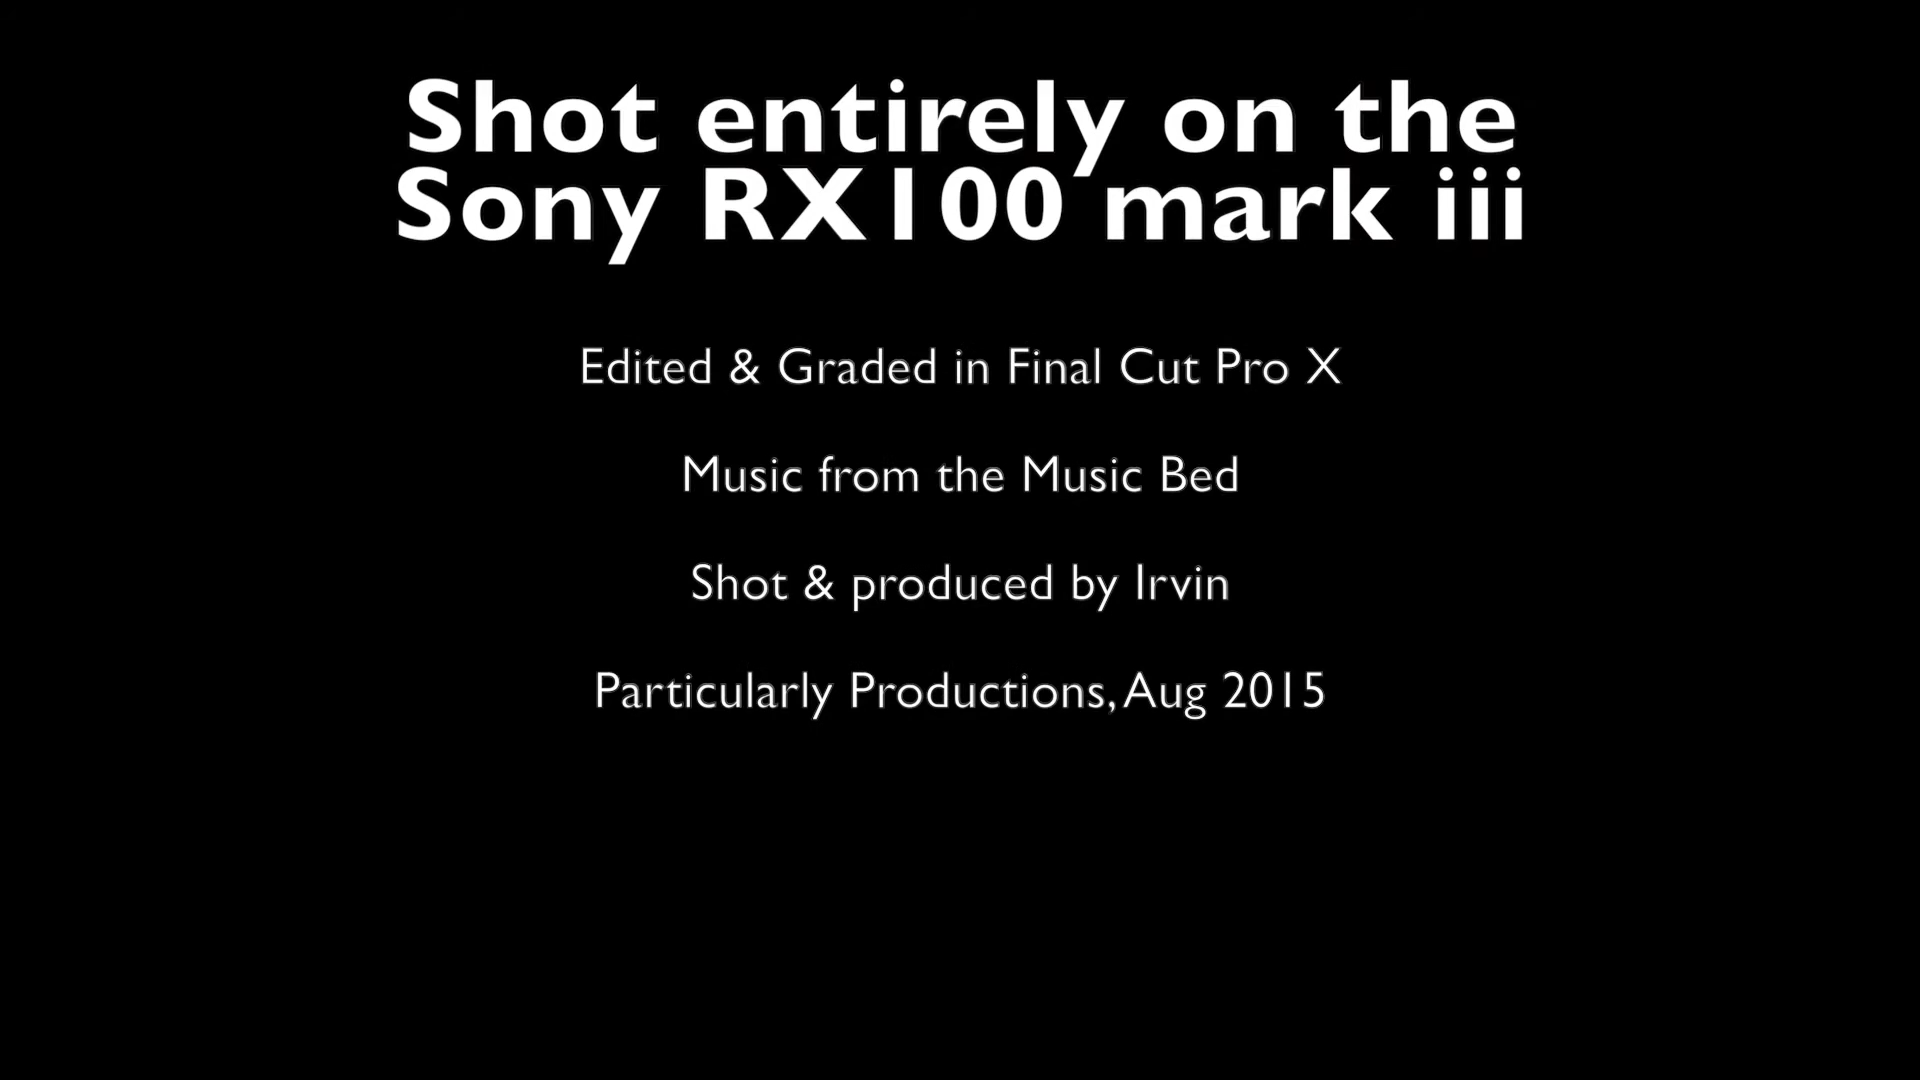 Shot entirely on the
Sony RX100 mark iii
Edited & Graded in Final Cut Pro X
Music from the Music Bed
Shot & produced by Irvin
Particularly Productions, Aug 2015